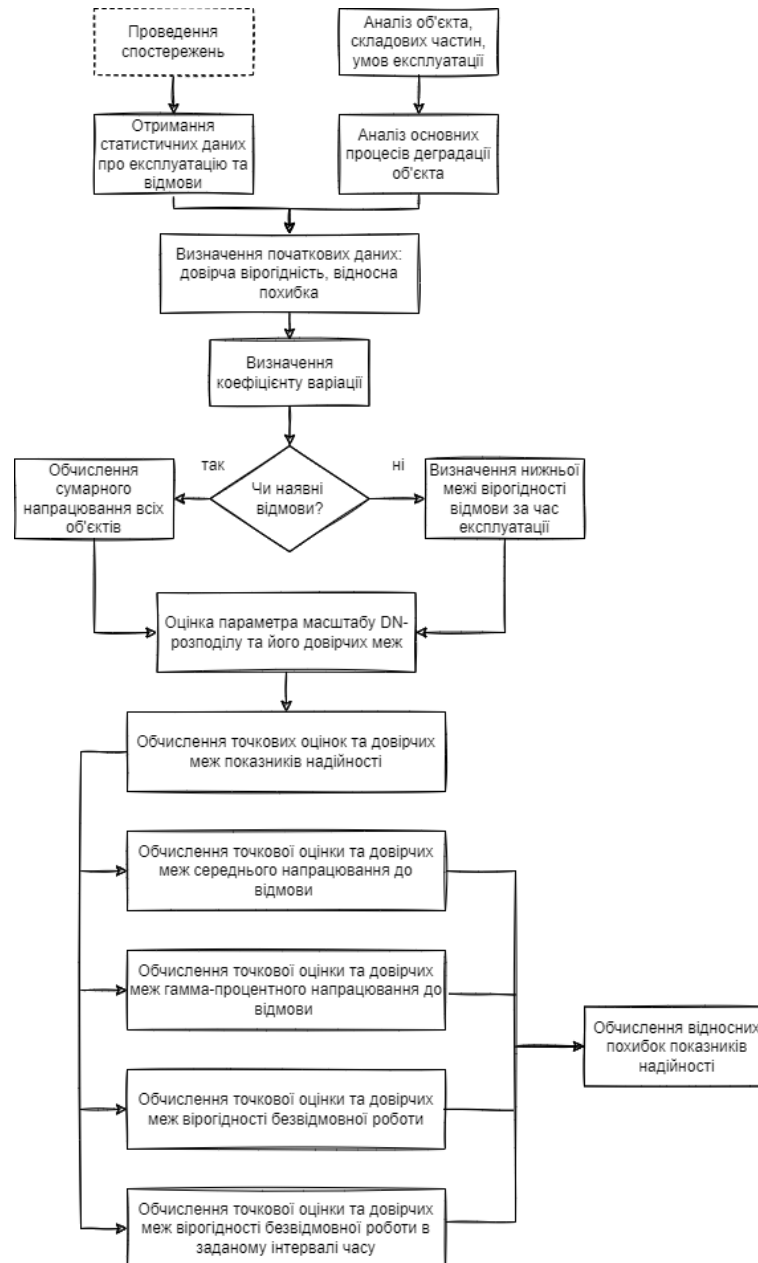 Проведення
спостережень
Аналіз об'єкта,
складових частин,
умов експлуатації
Отримання
статистичних даних
про експлуатацію та
відмови
Аналіз основних
процесів деградації
об'єкта
Визначення початкових даних:
довірча вірогідність, відносна
похибка
Визначення
коефіцієнту варіації
так
ні
Обчислення
сумарного
напрацювання всіх
об'єктів
Чи наявні
відмови?
Визначення нижньої
межі вірогідності
відмови за час
експлуатації
Оцінка параметра масштабу DN-
розподілу та його довірчих меж
Обчислення точкових оцінок та довірчих
меж показників надійності
Обчислення точкової оцінки та довірчих
меж середнього напрацювання до
відмови
Обчислення точкової оцінки та довірчих
меж гамма-процентного напрацювання до
відмови
Обчислення відносних
похибок показників
надійності
Обчислення точкової оцінки та довірчих
меж вірогідності безвідмовної роботи
Обчислення точкової оцінки та довірчих
меж вірогідності безвідмовної роботи в
заданому інтервалі часу